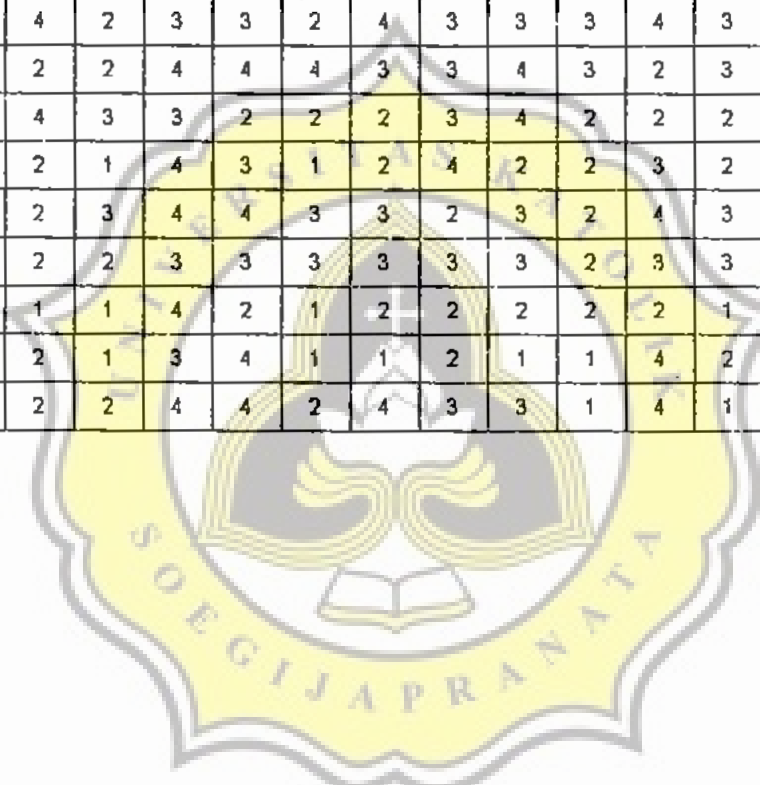 4 2 3 3 2 4 3 3 3 4 3
2 2 4 4 4 3 3 4 3 2 3
4 3 3 2 2 2 3 4 2 2 2
2 1 4 3 1 2 4 2 2 3 2
2 3 4 4 3 3 2 3 2 4 3
2 2 3 3 3 3 3 3 2 3 3
1 1 4 2 1 2 2 2 2 2 1
2 1 3 4 1 1 2 1 1 4 2
2 2 4 4 2 4 3 3 1 4 1
UNIVERSITAS KATOLIK
SOEGIJAPRANATA